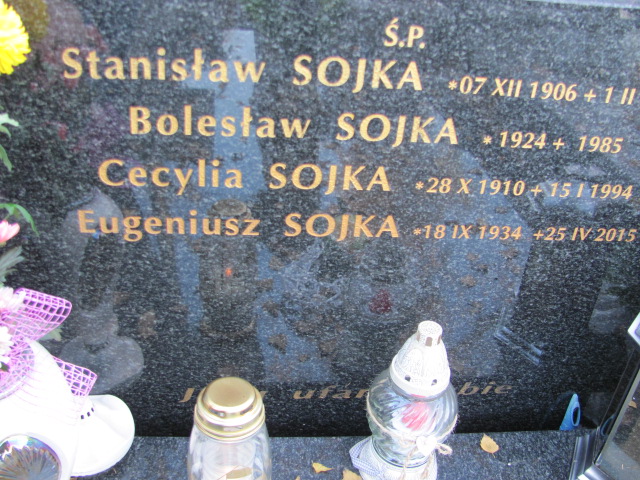 Ś.P.
Stanisław SOJKA *07 XII 1906 + 1 II
Bolesław SOJKA *1924 + 1985
Cecylia SOJKA *28 X 1910 + 15 I 1994
Eugeniusz SOJKA *18 IX 1934 +25 IV 2015